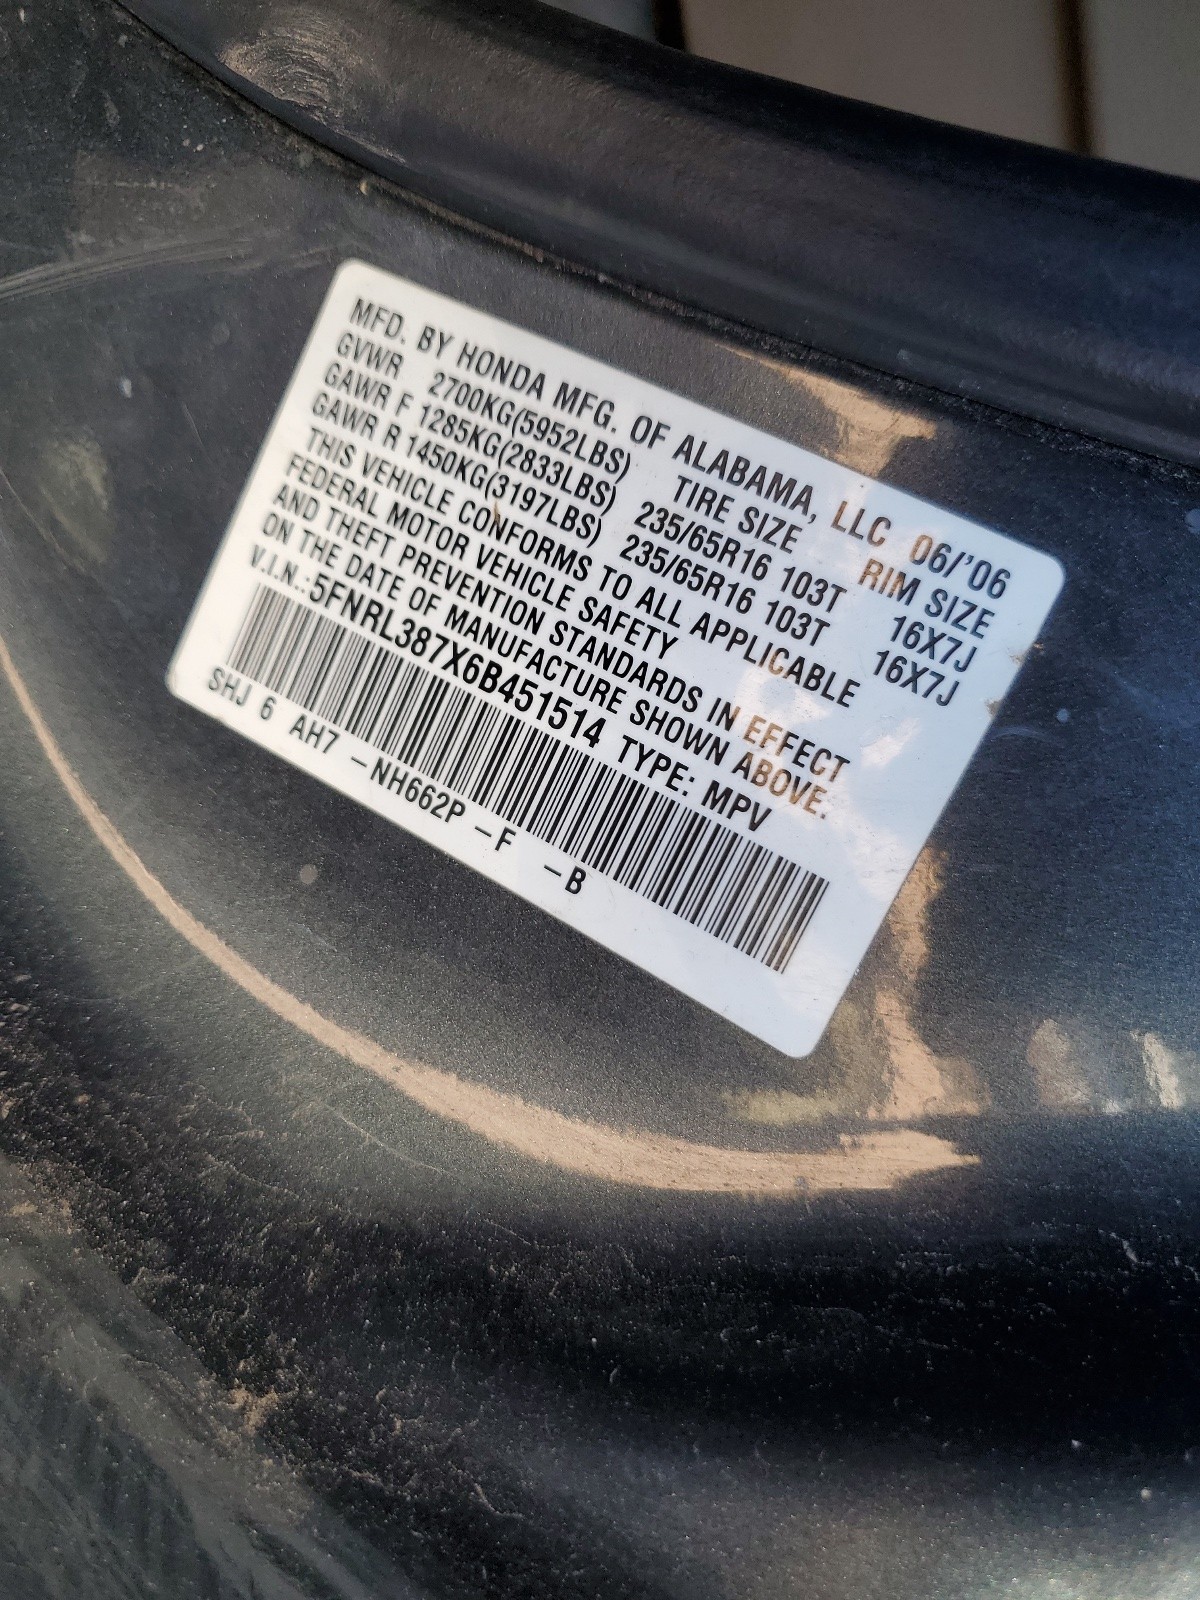 MFD. BY HONDA MFG. OF ALABAMA, LLC 06/'06
GVWR 2700KG(5952LBS) TIRE SIZE RIM SIZE
GAWR F 1285KG(2833LBS) 235/65R16 103T 16X7J
GAWR R 1450KG(3197LBS) 235/65R16 103T 16X7J
THIS VEHICLE CONFORMS TO ALL APPLICABLE
FEDERAL MOTOR VEHICLE SAFETY
AND THEFT PREVENTION STANDARDS IN EFFECT
ON THE DATE OF MANUFACTURE SHOWN ABOVE.
V.I.N.:5FNRL387X6B451514 TYPE: MPV
SHJ 6 AH7 -NH662P -F -B